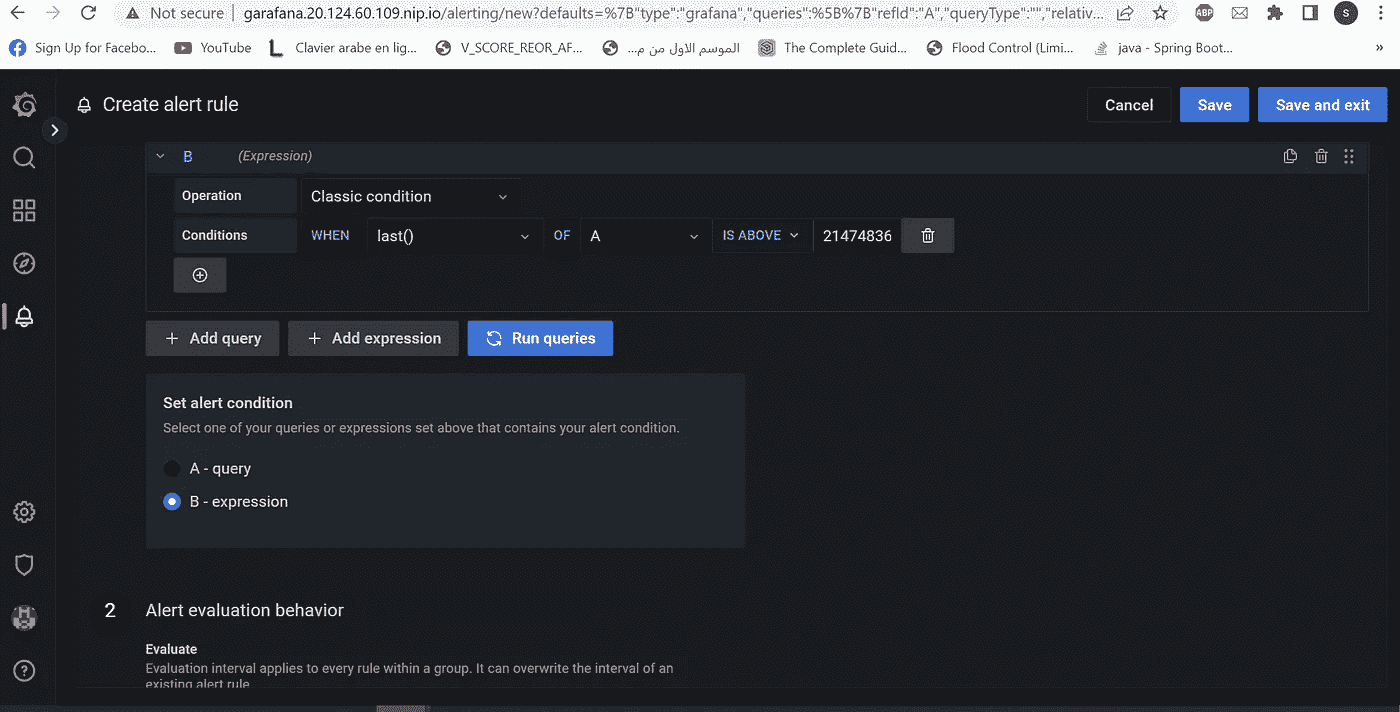 Not secure garafana.20.124.60.109.nip.io/alerting/new?defaults=%7B"type":"grafana","queries":%5B%7B"refId":"A","queryType":"","relativ... ABP S
Sign Up for Facebo... YouTube Clavier arabe en lig... V_SCORE_REOR_AF... الموسم الاول من م... The Complete Guid... Flood Control (Limi... java - Spring Boot... »
Create alert rule Cancel Save Save and exit
B (Expression)
Operation Classic condition
Conditions WHEN last() OF A IS ABOVE 21474836
+ Add query + Add expression Run queries
Set alert condition
Select one of your queries or expressions set above that contains your alert condition.
A - query
B - expression
2 Alert evaluation behavior
Evaluate
Evaluation interval applies to every rule within a group. It can overwrite the interval of an
existing alert rule